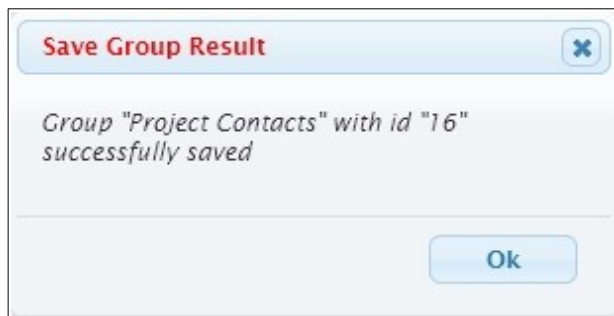 Save Group Result
Group "Project Contacts" with id "16"
successfully saved
Ok